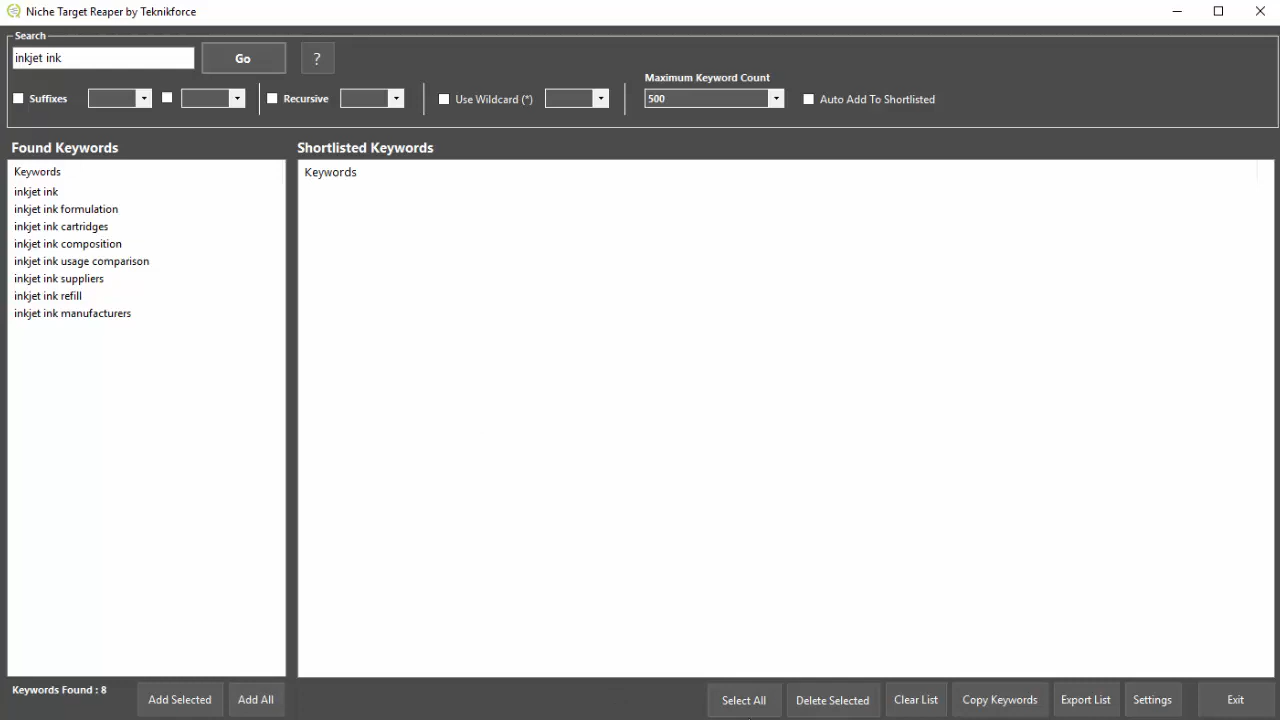 Niche Target Reaper by Teknikforce
Search
inkjet ink
Go
?
Suffixes
Recursive
Use Wildcard (*)
Maximum Keyword Count
500
Auto Add To Shortlisted
Found Keywords
Shortlisted Keywords
Keywords
Keywords
inkjet ink
inkjet ink formulation
inkjet ink cartridges
inkjet ink composition
inkjet ink usage comparison
inkjet ink suppliers
inkjet ink refill
inkjet ink manufacturers
Keywords Found : 8
Add Selected
Add All
Select All
Delete Selected
Clear List
Copy Keywords
Export List
Settings
Exit